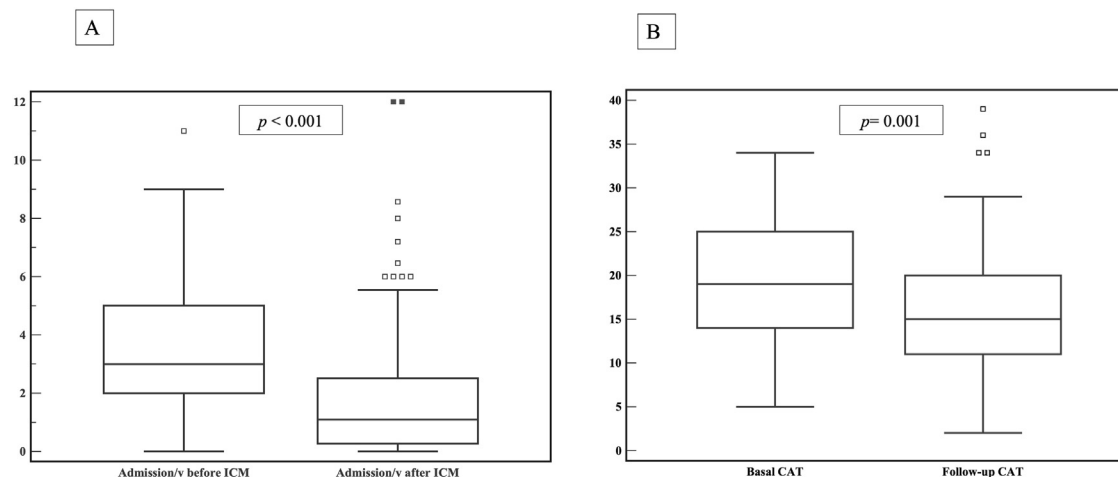 A
B
p < 0.001
12
10
8
6
4
2
0
Admission/y before ICM
Admission/y after ICM
p= 0.001
40
35
30
25
20
15
10
5
0
Basal CAT
Follow-up CAT